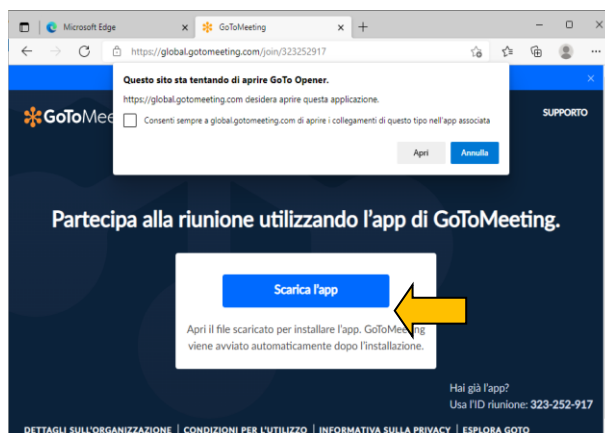 Microsoft Edge
GoToMeeting
https://global.gotomeeting.com/join/323252917
Questo sito sta tentando di aprire GoTo Opener.
https://global.gotomeeting.com desidera aprire questa applicazione.
Consenti sempre a global.gotomeeting.com di aprire i collegamenti di questo tipo nell'app associata
Apri Annulla
GoToMee
SUPPORTO
Partecipa alla riunione utilizzando l'app di GoToMeeting.
Scarica l'app
Apri il file scaricato per installare l'app. GoToMeeting
viene avviato automaticamente dopo l'installazione.
Hai già l'app?
Usa l'ID riunione: 323-252-917
DETTAGLI SULL'ORGANIZZAZIONE | CONDIZIONI PER L'UTILIZZO | INFORMATIVA SULLA PRIVACY | ESPLORA GOTO